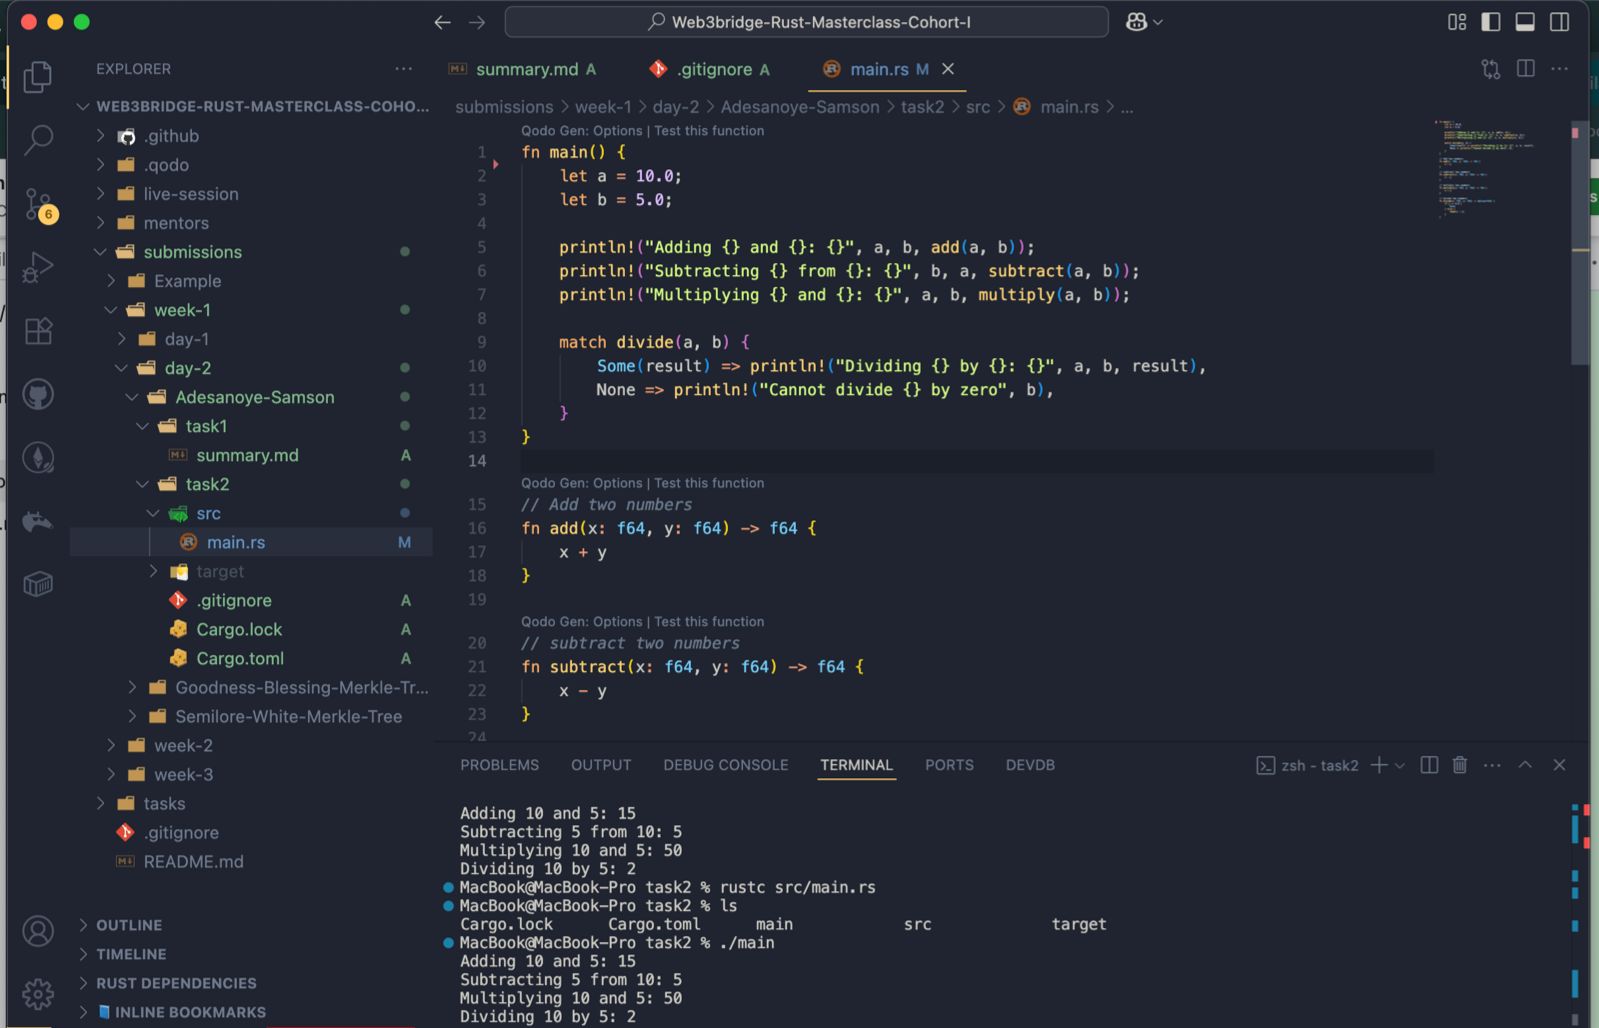 Web3bridge-Rust-Masterclass-Cohort-I
EXPLORER
WEB3BRIDGE-RUST-MASTERCLASS-COHO...
.github
.qodo
live-session
mentors
submissions
Example
week-1
day-1
day-2
Adesanoye-Samson
task1
summary.md A
task2
src
main.rs M
target
.gitignore A
Cargo.lock A
Cargo.toml A
Goodness-Blessing-Merkle-Tr...
Semilore-White-Merkle-Tree
week-2
week-3
tasks
.gitignore
README.md
OUTLINE
TIMELINE
RUST DEPENDENCIES
INLINE BOOKMARKS
6
summary.md A .gitignore A main.rs M
submissions > week-1 > day-2 > Adesanoye-Samson > task2 > src > main.rs > ...
Qodo Gen: Options | Test this function
1 fn main() {
2 let a = 10.0;
3 let b = 5.0;
4
5 println!("Adding {} and {}: {}", a, b, add(a, b));
6 println!("Subtracting {} from {}: {}", b, a, subtract(a, b));
7 println!("Multiplying {} and {}: {}", a, b, multiply(a, b));
8
9 match divide(a, b) {
10 Some(result) => println!("Dividing {} by {}: {}", a, b, result),
11 None => println!("Cannot divide {} by zero", b),
12 }
13 }
14
Qodo Gen: Options | Test this function
15 // Add two numbers
16 fn add(x: f64, y: f64) -> f64 {
17 x + y
18 }
19
Qodo Gen: Options | Test this function
20 // subtract two numbers
21 fn subtract(x: f64, y: f64) -> f64 {
22 x - y
23 }
24
PROBLEMS OUTPUT DEBUG CONSOLE TERMINAL PORTS DEVDB zsh - task2
Adding 10 and 5: 15
Subtracting 5 from 10: 5
Multiplying 10 and 5: 50
Dividing 10 by 5: 2
MacBook@MacBook-Pro task2 % rustc src/main.rs
MacBook@MacBook-Pro task2 % ls
Cargo.lock Cargo.toml main src target
MacBook@MacBook-Pro task2 % ./main
Adding 10 and 5: 15
Subtracting 5 from 10: 5
Multiplying 10 and 5: 50
Dividing 10 by 5: 2